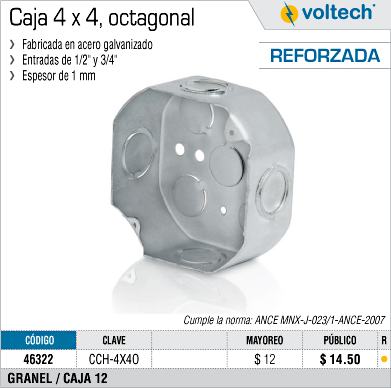 Caja 4 x 4, octagonal
voltech®
❯ Fabricada en acero galvanizado
❯ Entradas de 1/2" y 3/4"
❯ Espesor de 1 mm
REFORZADA
Cumple la norma: ANCE MNX-J-023/1-ANCE-2007
CÓDIGO CLAVE MAYOREO PÚBLICO R
46322 CCH-4X4O $ 12 $ 14.50
GRANEL / CAJA 12